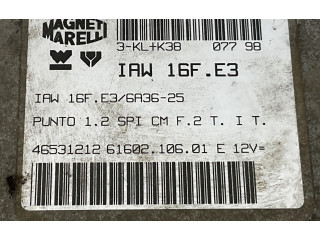 MAGNETI
MARELLI
3-KL+K38 077 98
IAW 16F.E3
IAW 16F.E3/6A36-25
PUNTO 1.2 SPI CM F.2 T. I T.
46531212 61602.106.01 E 12V=